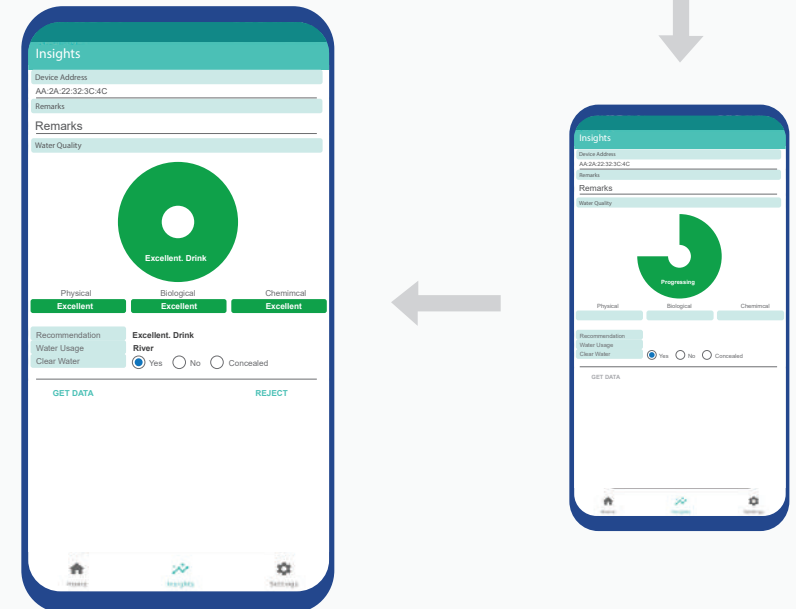 Insights
Device Address
AA:2A:22:32:3C:4C
Remarks
Remarks
Water Quality
Excellent. Drink
Physical Biological Chemimcal
Excellent Excellent Excellent
Recommendation Excellent. Drink
Water Usage River
Clear Water Yes No Concealed
GET DATA REJECT
Insights
Settings
Insights
Device Address
AA:2A:22:32:3C:4C
Remarks
Remarks
Water Quality
Progressing
Physical Biological Chemimcal
Recommendation
Water Usage
Clear Water Yes No Concealed
GET DATA
Insights
Settings